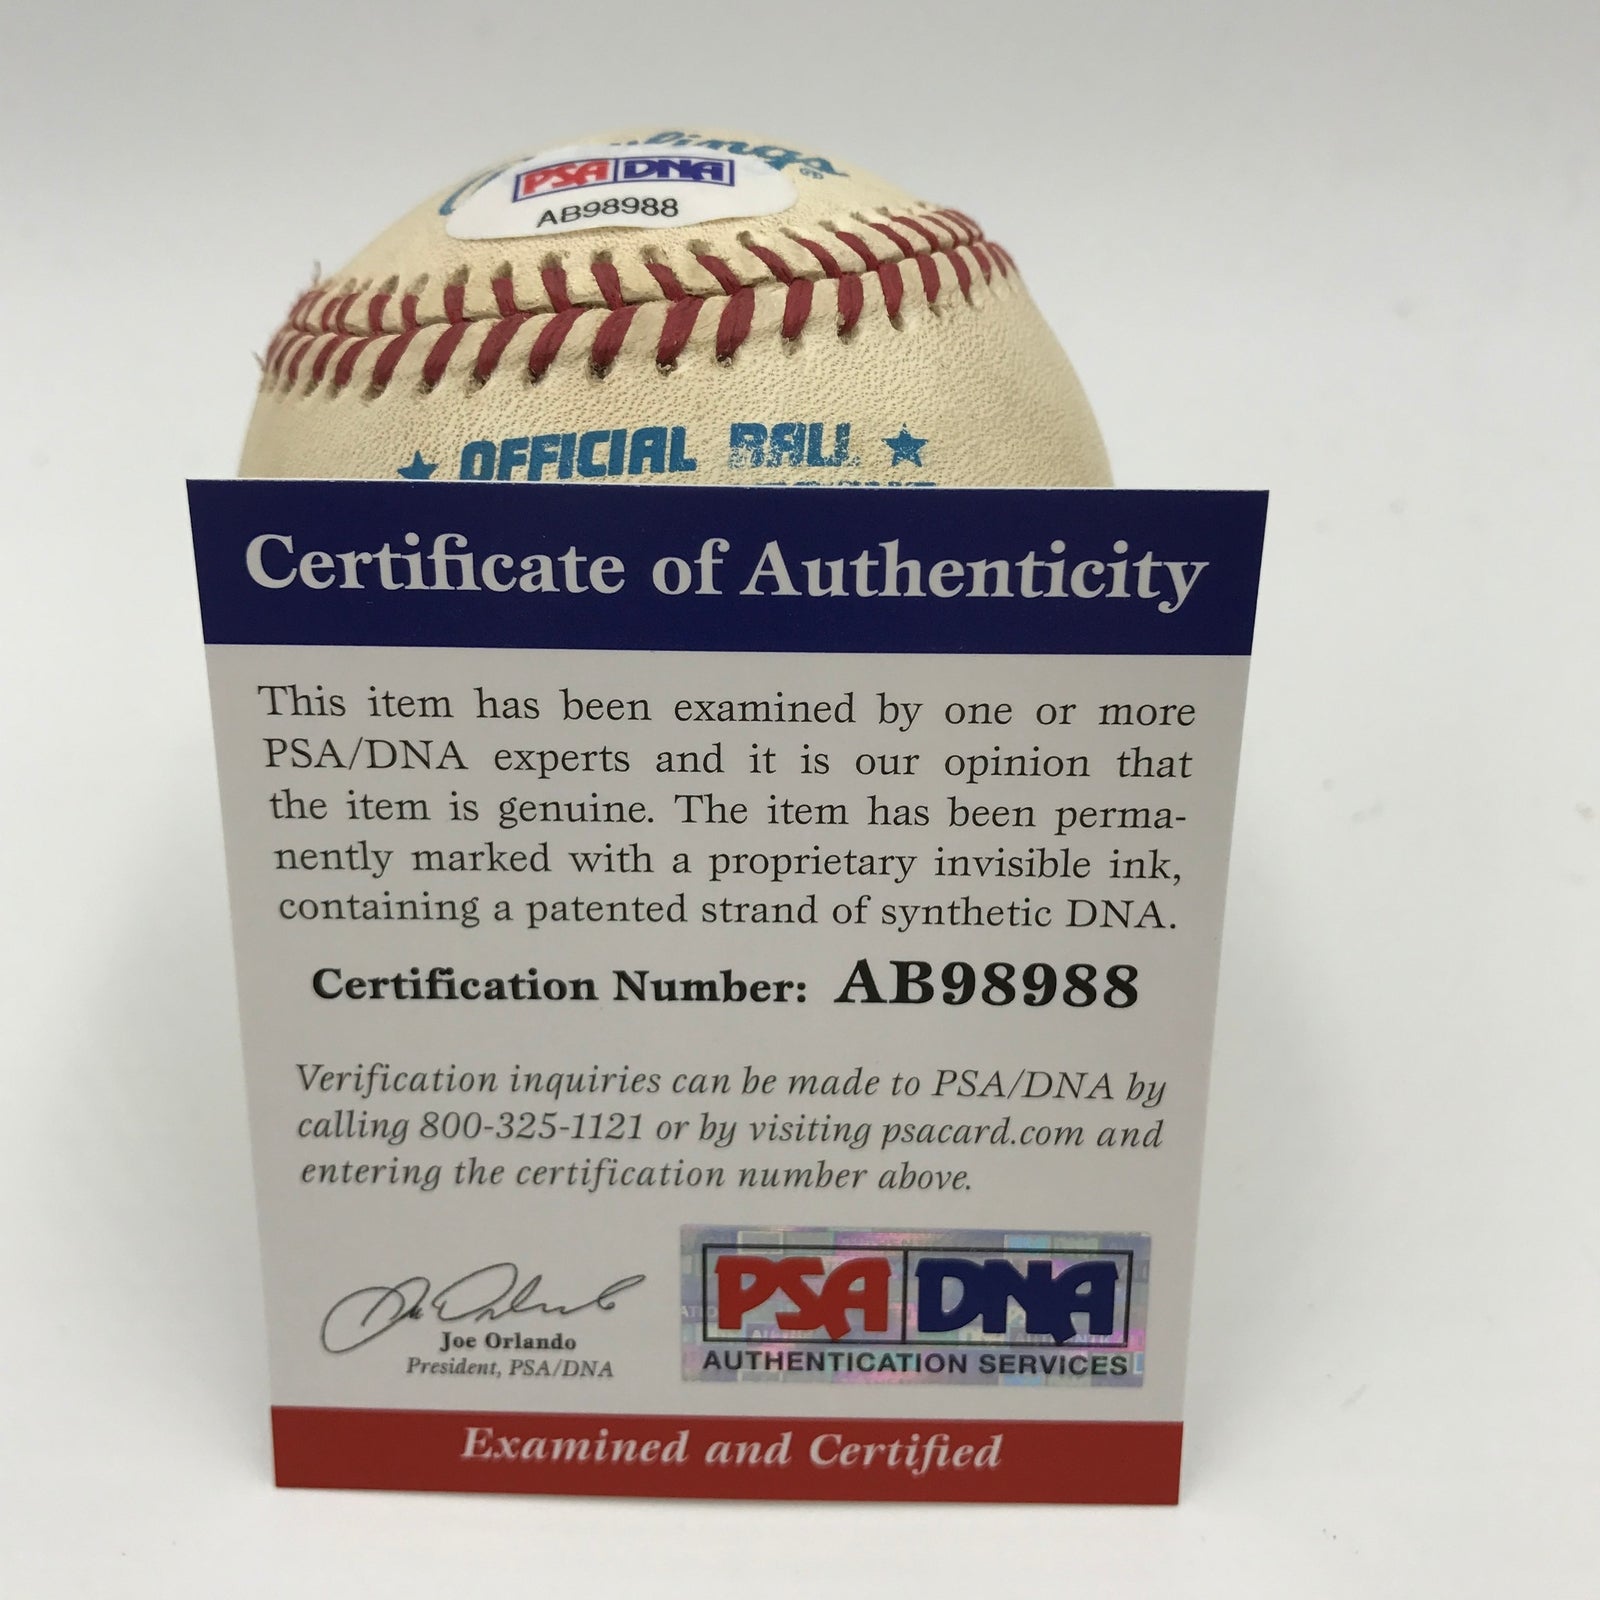 PSA DNA
AB98988
OFFICIAL BALL
Certificate of Authenticity
This item has been examined by one or more
PSA/DNA experts and it is our opinion that
the item is genuine. The item has been perma-
nently marked with a proprietary invisible ink,
containing a patented strand of synthetic DNA.
Certification Number: AB98988
Verification inquiries can be made to PSA/DNA by
calling 800-325-1121 or by visiting psacard.com and
entering the certification number above.
Joe Orlando
President, PSA/DNA
PSA DNA
AUTHENTICATION SERVICES
Examined and Certified